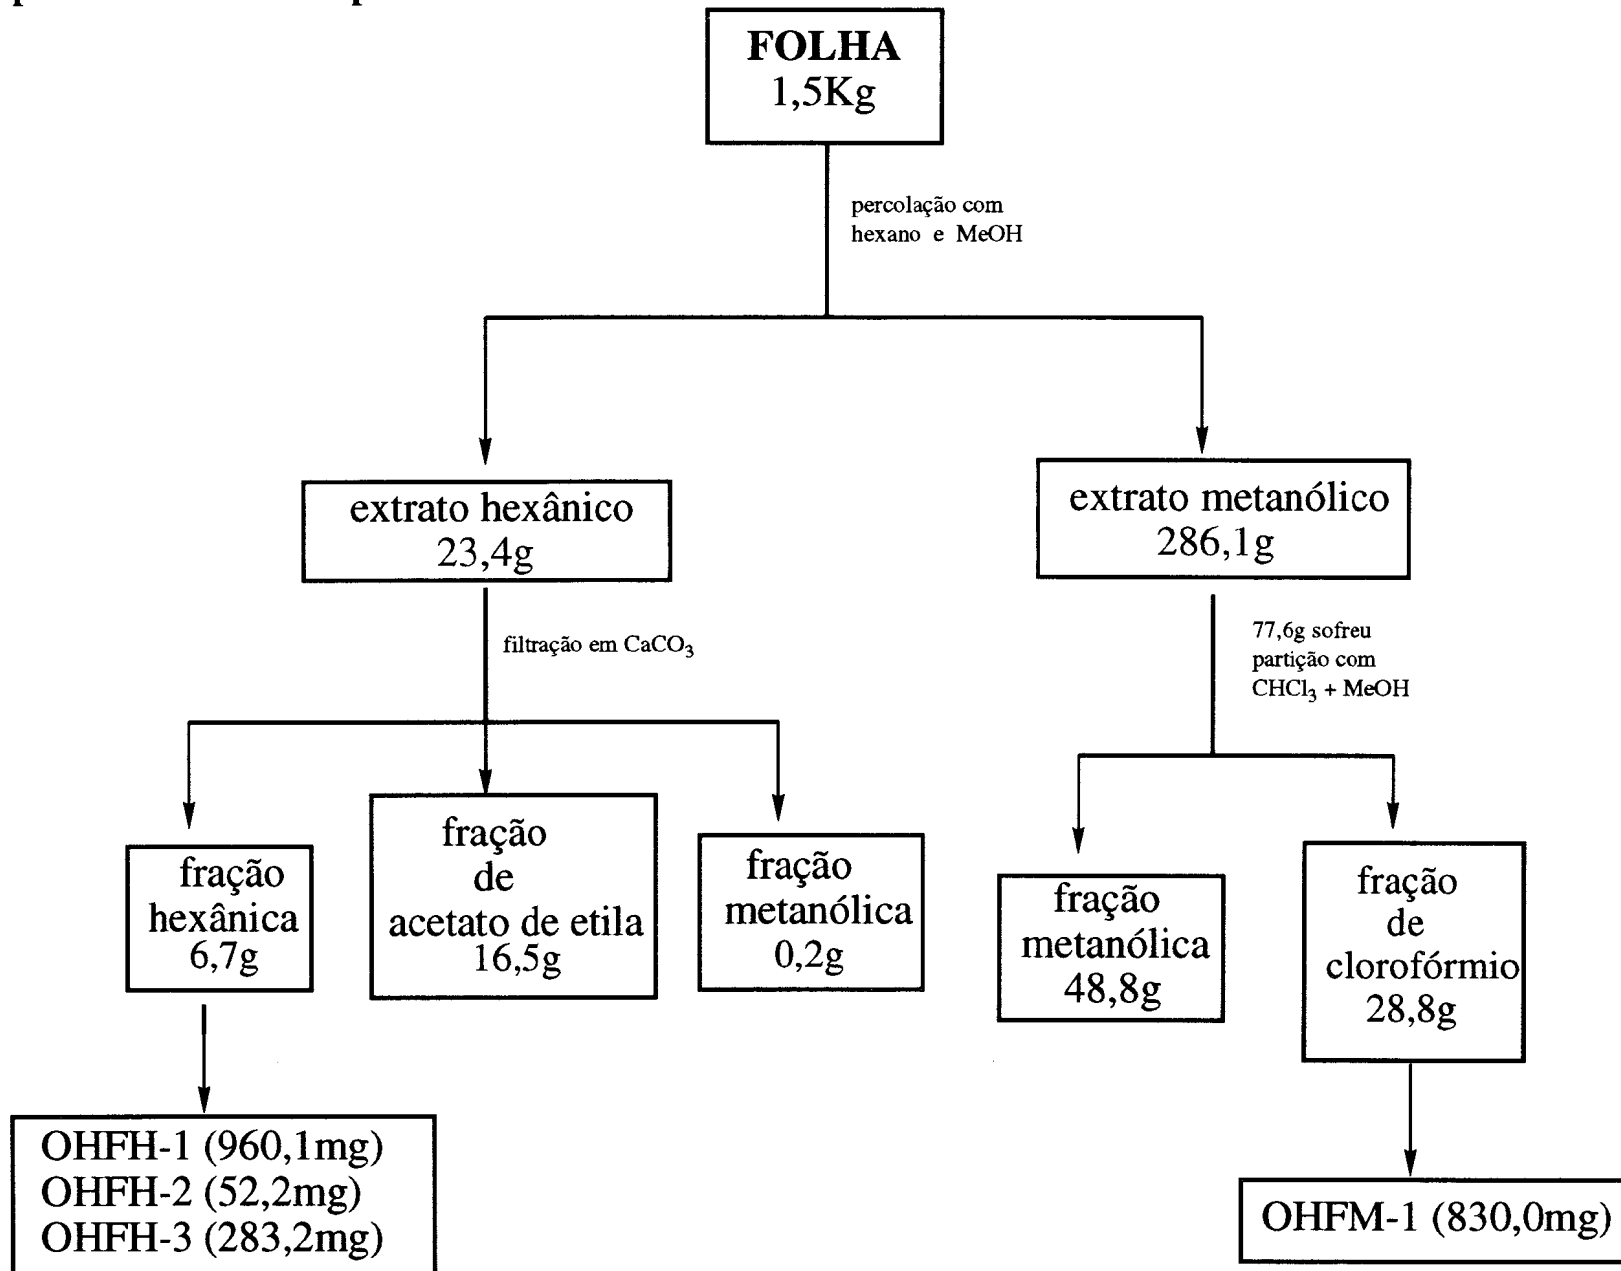 FOLHA
1,5Kg
percolação com
hexano e MeOH
extrato hexânico
23,4g
extrato metanólico
286,1g
filtração em CaCO₃
77,6g sofreu
partição com
CHCl₃ + MeOH
fração
hexânica
6,7g
fração
de
acetato de etila
16,5g
fração
metanólica
0,2g
fração
metanólica
48,8g
fração
de
clorofórmio
28,8g
OHFH-1 (960,1mg)
OHFH-2 (52,2mg)
OHFH-3 (283,2mg)
OHFM-1 (830,0mg)